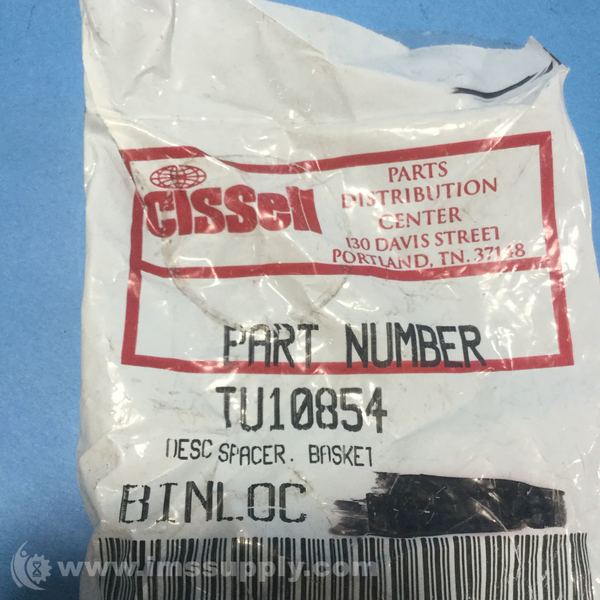 cissell
PARTS
DISTRIBUTION
CENTER
130 DAVIS STREET
PORTLAND, TN. 37148
PART NUMBER
TU10854
DESC SPACER. BASKET
BINLOC
www.imssupply.com